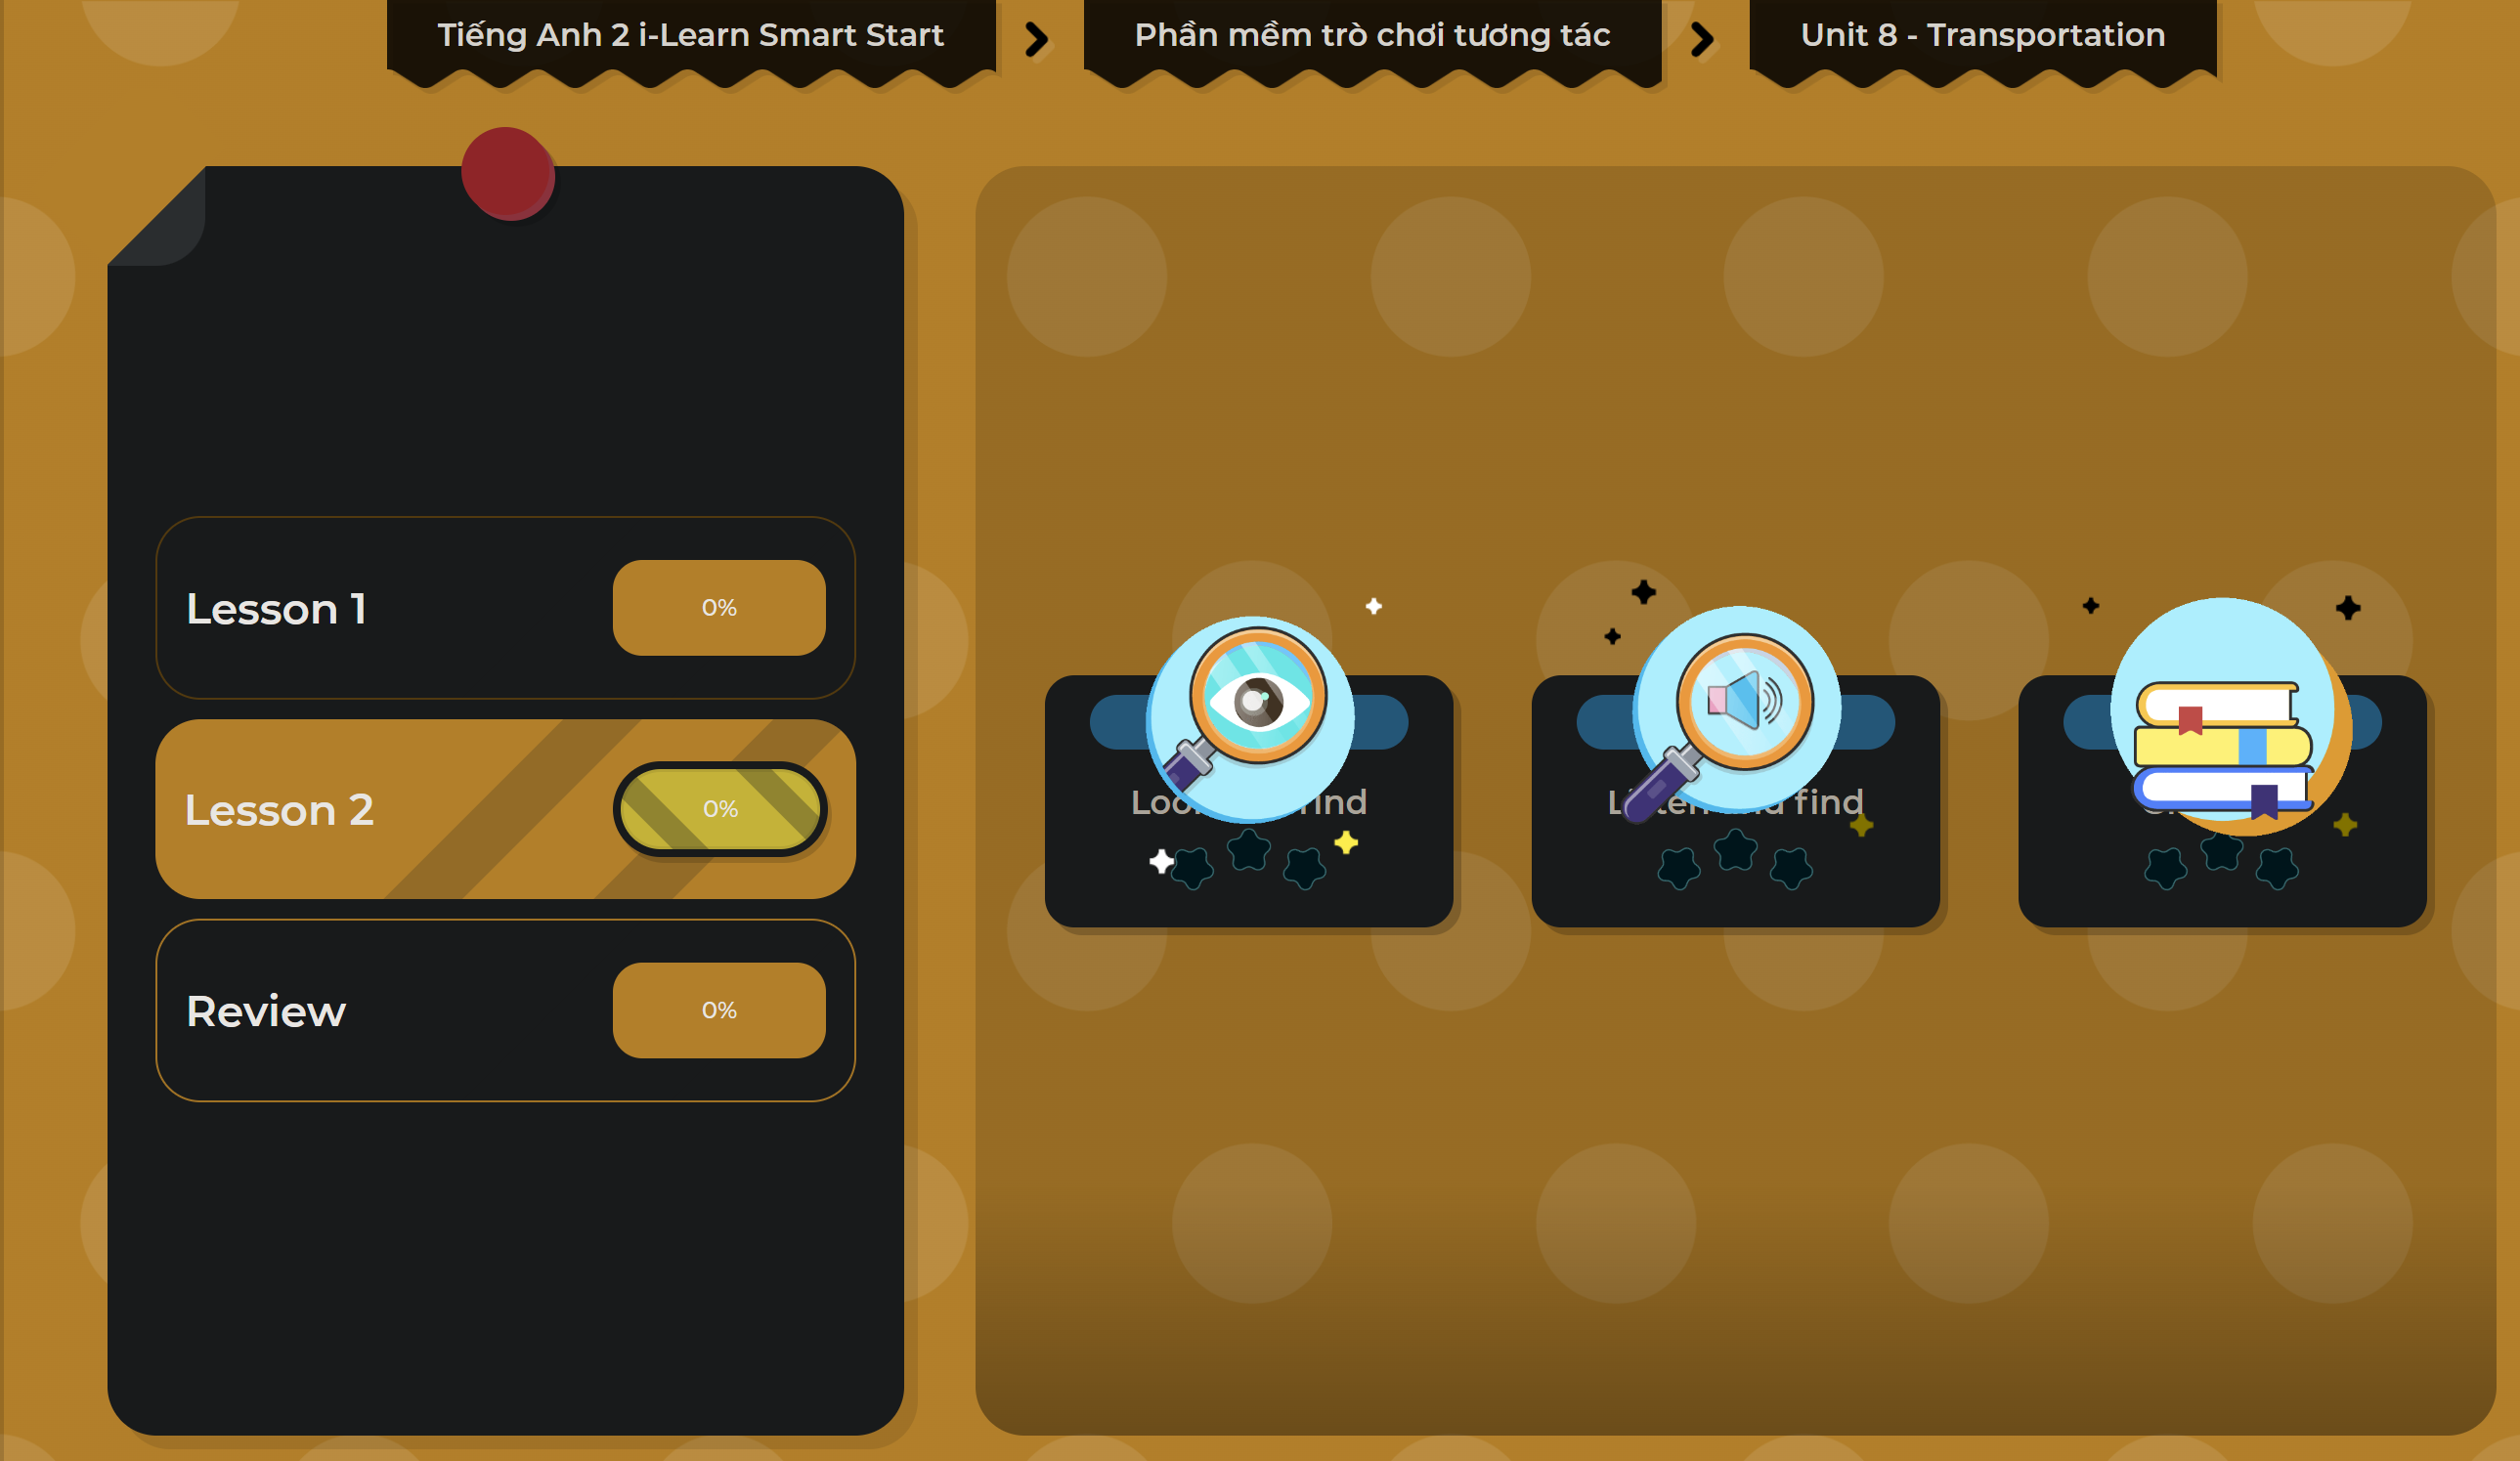 Tiếng Anh 2 i-Learn Smart Start
Phần mềm trò chơi tương tác
Unit 8 - Transportation
Lesson 1
0%
Lesson 2
0%
Review
0%
find
find